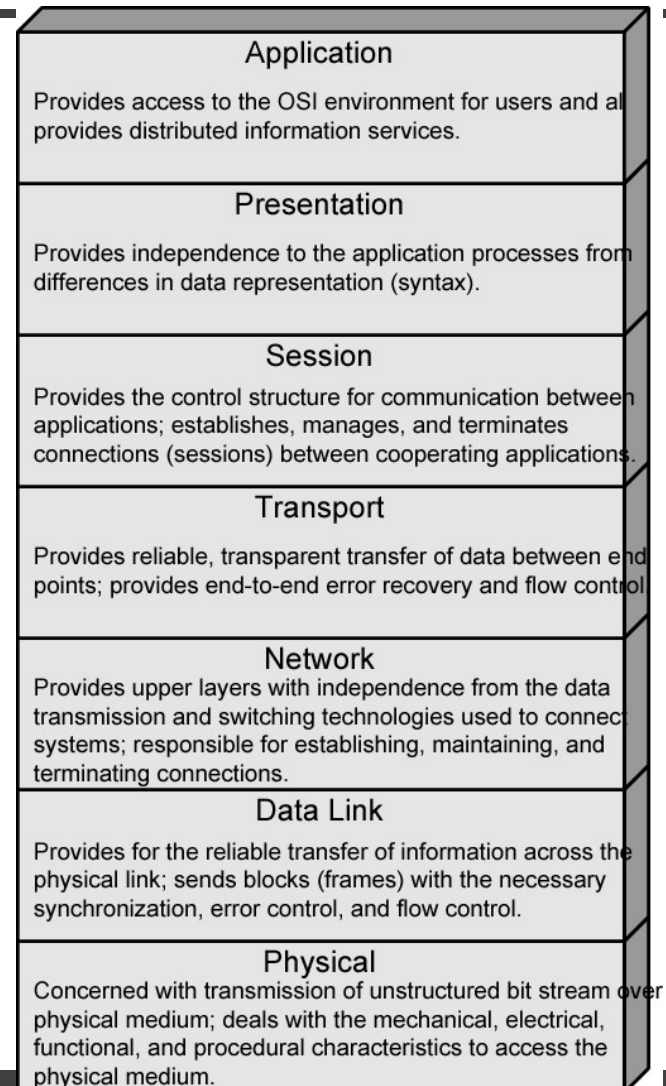 Application
Provides access to the OSI environment for users and al
provides distributed information services.
Presentation
Provides independence to the application processes from
differences in data representation (syntax).
Session
Provides the control structure for communication between
applications; establishes, manages, and terminates
connections (sessions) between cooperating applications.
Transport
Provides reliable, transparent transfer of data between end
points; provides end-to-end error recovery and flow control.
Network
Provides upper layers with independence from the data
transmission and switching technologies used to connect
systems; responsible for establishing, maintaining, and
terminating connections.
Data Link
Provides for the reliable transfer of information across the
physical link; sends blocks (frames) with the necessary
synchronization, error control, and flow control.
Physical
Concerned with transmission of unstructured bit stream over
physical medium; deals with the mechanical, electrical,
functional, and procedural characteristics to access the
physical medium.